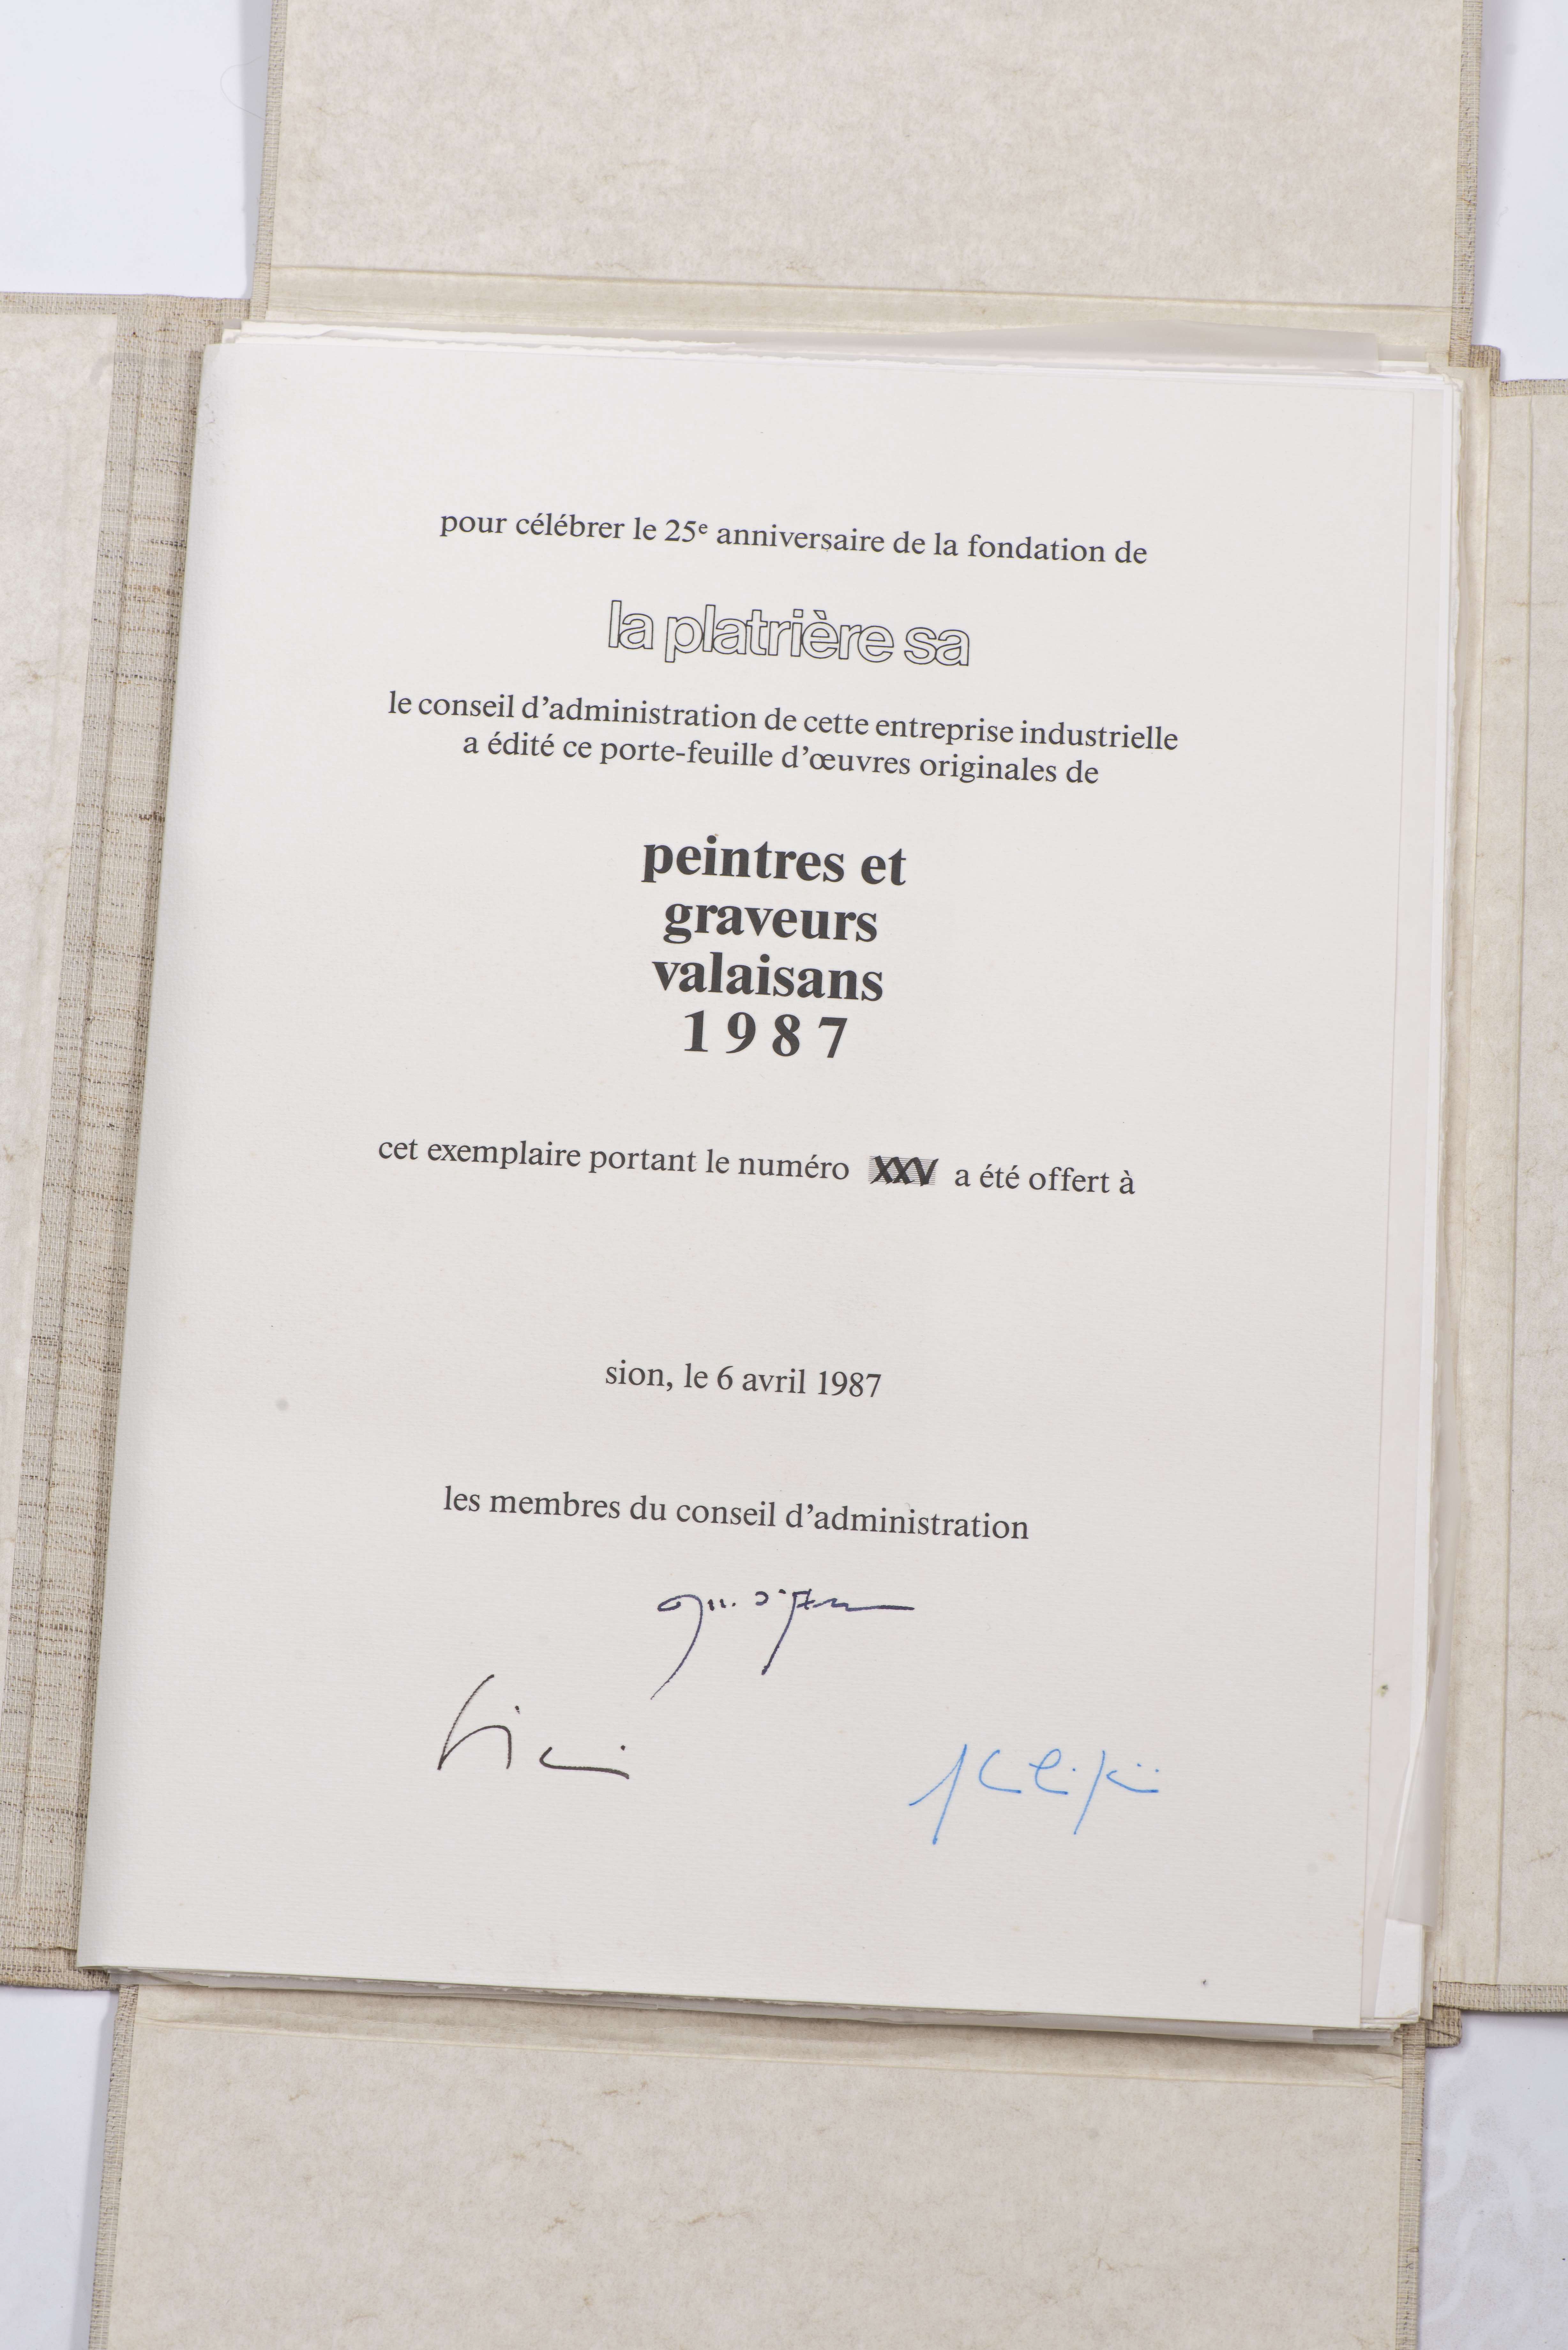 pour célébrer le 25e anniversaire de la fondation de
la platrière sa
le conseil d’administration de cette entreprise industrielle
a édité ce porte-feuille d’œuvres originales de
peintres et
graveurs
valaisans
1987
cet exemplaire portant le numéro XXV a été offert à
sion, le 6 avril 1987
les membres du conseil d’administration